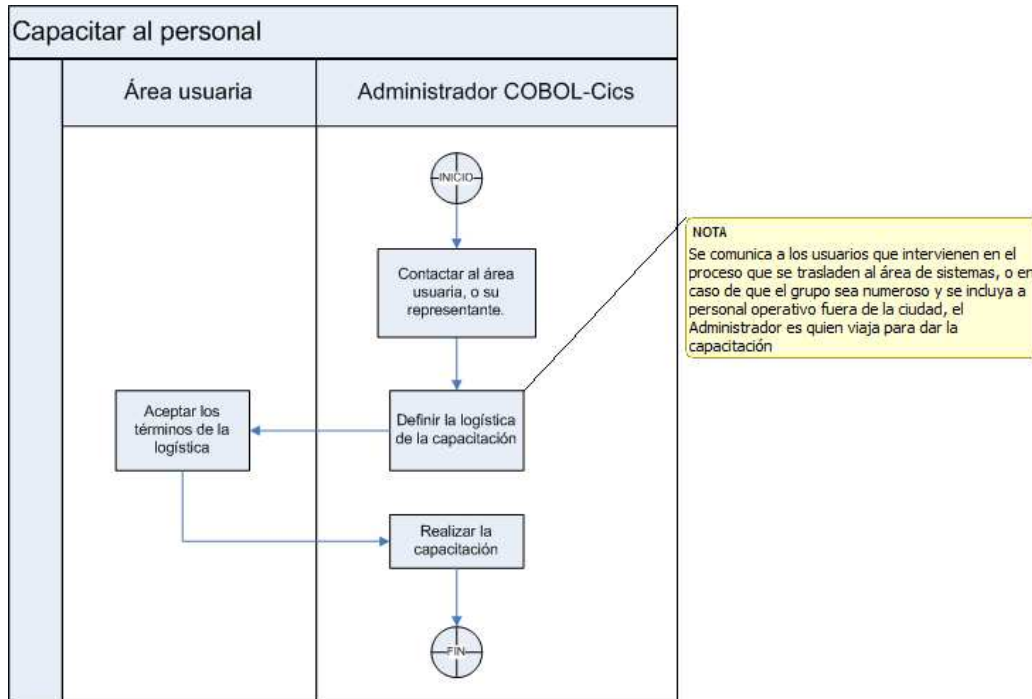 Capacitar al personal
Área usuaria
Administrador COBOL-Cics
INICIO
Contactar al área
usuaria, o su
representante.
NOTA
Se comunica a los usuarios que intervienen en el
proceso que se trasladen al área de sistemas, o en
caso de que el grupo sea numeroso y se incluya a
personal operativo fuera de la ciudad, el
Administrador es quien viaja para dar la
capacitación
Aceptar los
términos de la
logística
Definir la logística
de la capacitación
Realizar la
capacitación
FIN